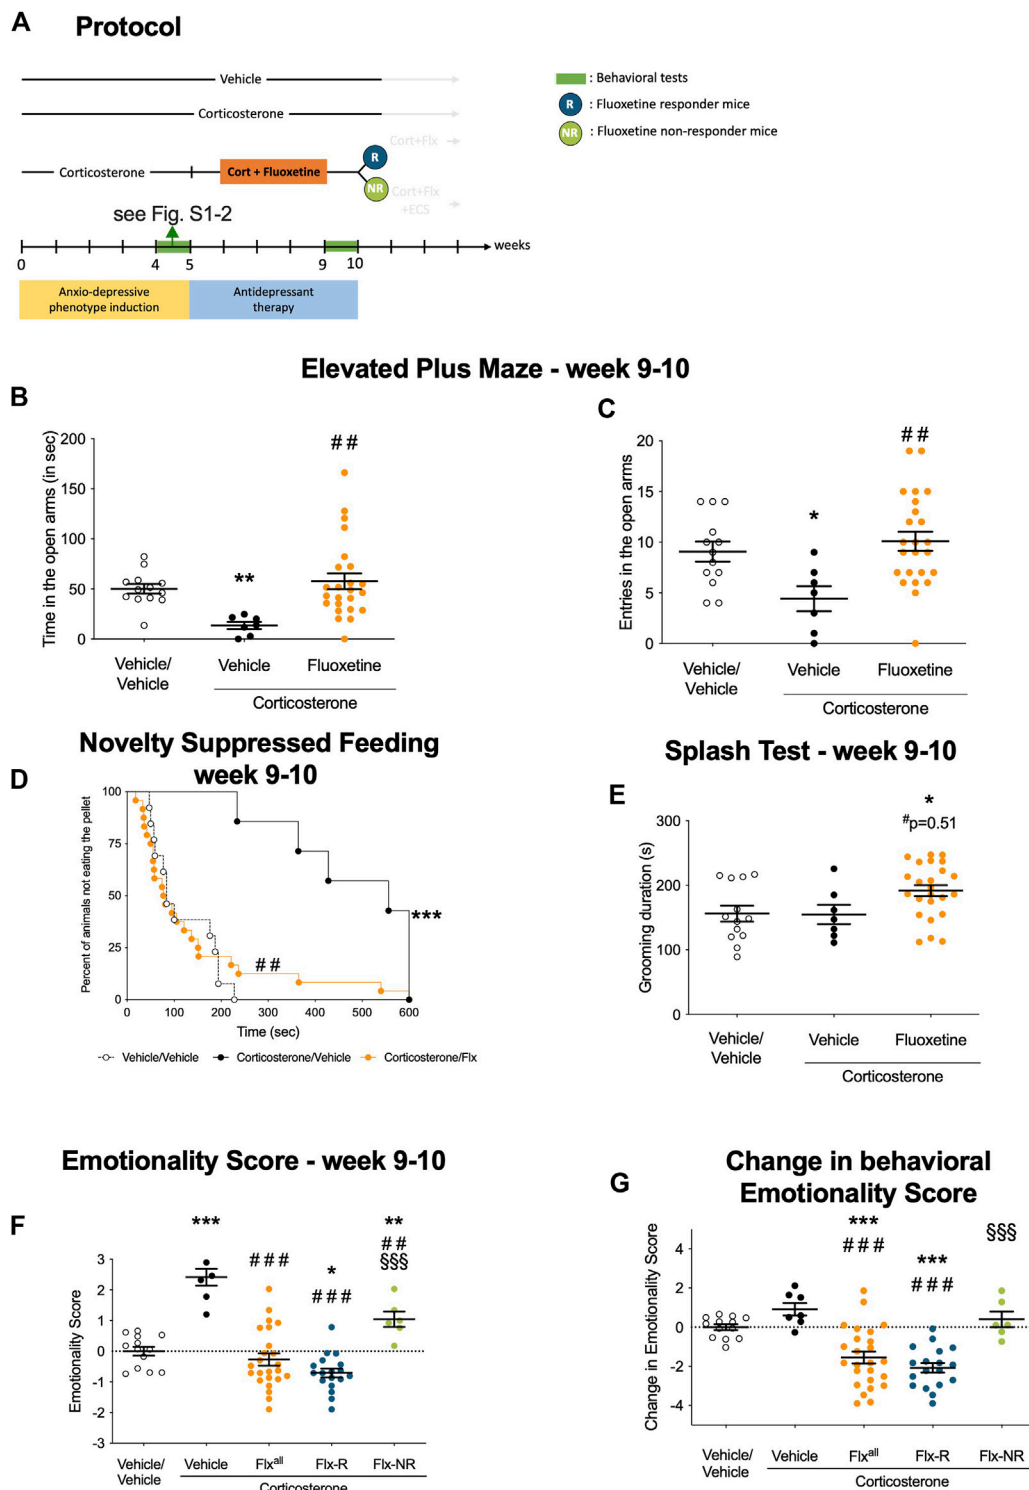 A Protocol
Vehicle
Corticosterone
Corticosterone
Cort + Fluoxetine
R
NR
Cort+Flx
Cort+Flx
+ECS
: Behavioral tests
R : Fluoxetine responder mice
NR : Fluoxetine non-responder mice
see Fig. S1-2
weeks
0 4 5 9 10
Anxio-depressive
phenotype induction
Antidepressant
therapy
Elevated Plus Maze - week 9-10
B
Time in the open arms (in sec)
200
150
100
50
0
**
# #
Vehicle/
Vehicle
Vehicle
Fluoxetine
Corticosterone
C
Entries in the open arms
20
15
10
5
0
*
# #
Vehicle/
Vehicle
Vehicle
Fluoxetine
Corticosterone
Novelty Suppressed Feeding
week 9-10
D
Percent of animals not eating the pellet
100
75
50
25
0
***
# #
0 100 200 300 400 500 600
Time (sec)
Vehicle/Vehicle Corticosterone/Vehicle Corticosterone/Flx
Splash Test - week 9-10
E
Grooming duration (s)
300
200
100
0
*
#p=0.51
Vehicle/
Vehicle
Vehicle
Fluoxetine
Corticosterone
Emotionality Score - week 9-10
F
Emotionality Score
3
2
1
0
-1
-2
-3
***
# # #
*
# # #
**
# #
§§§
Vehicle/
Vehicle
Vehicle Flxall Flx-R Flx-NR
Corticosterone
Change in behavioral
Emotionality Score
G
Change in Emotionality Score
4
2
0
-2
-4
***
# # #
***
# # #
§§§
Vehicle/
Vehicle
Vehicle Flxall Flx-R Flx-NR
Corticosterone